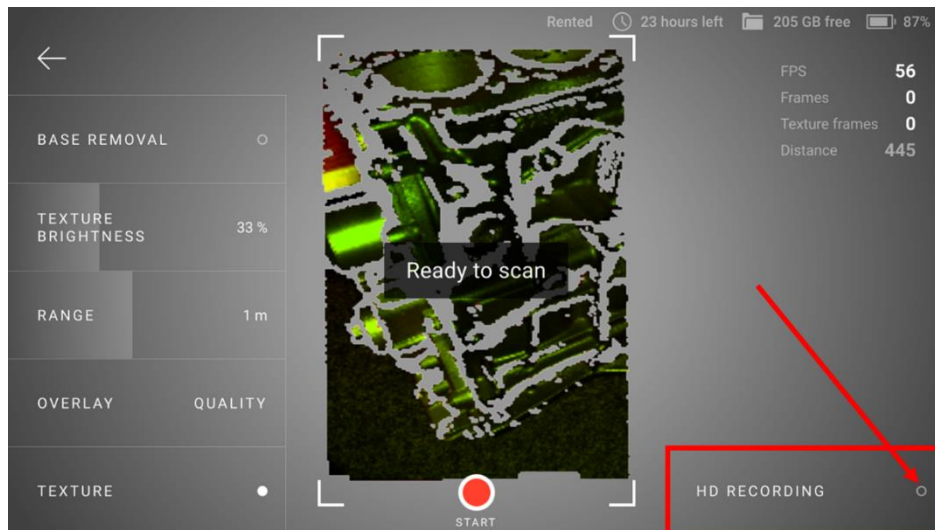 Rented 23 hours left 205 GB free 87%
FPS 56
Frames 0
Texture frames 0
Distance 445
BASE REMOVAL
TEXTURE
BRIGHTNESS 33 %
RANGE 1 m
OVERLAY QUALITY
TEXTURE
Ready to scan
START
HD RECORDING